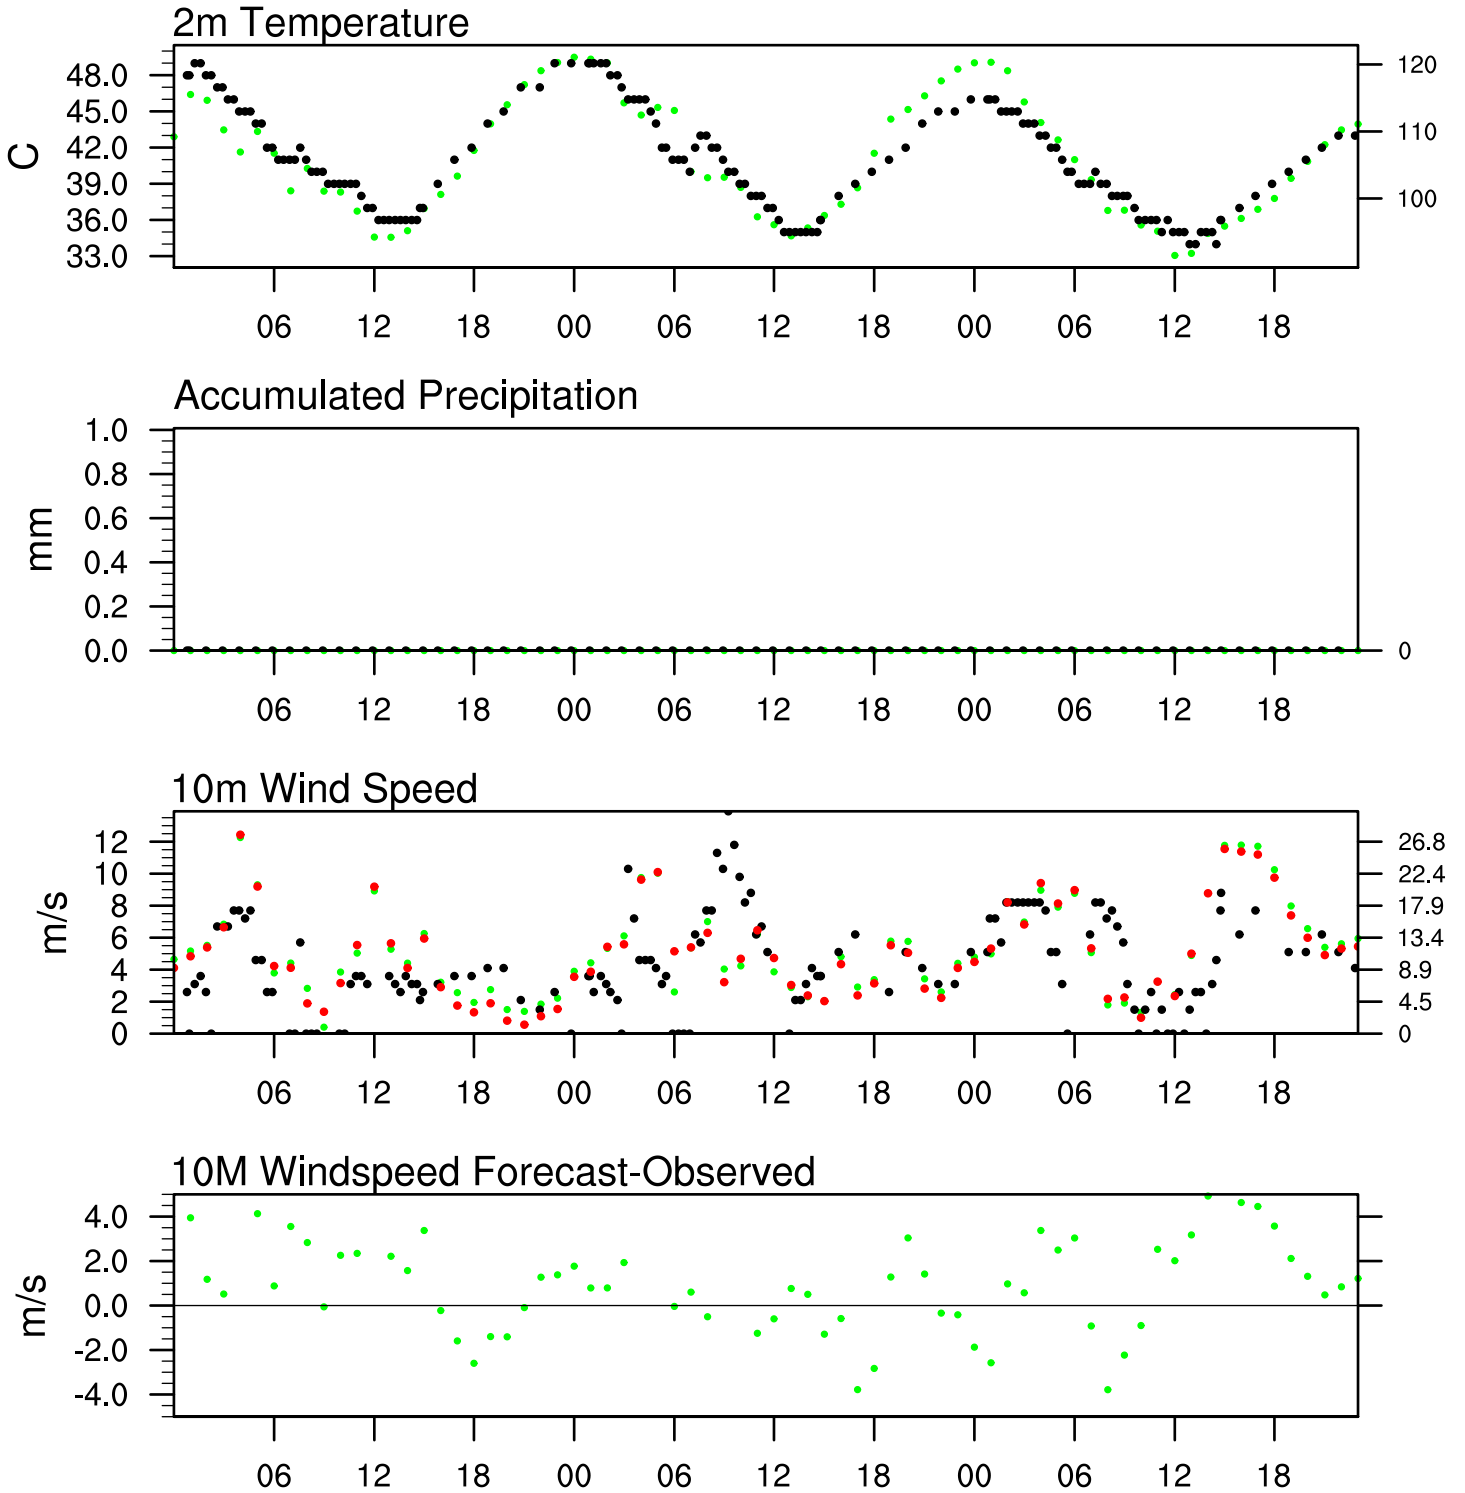 2m Temperature
48.0
45.0
42.0
39.0
36.0
33.0
C
120
110
100
06 12 18 00 06 12 18 00 06 12 18
Accumulated Precipitation
1.0
0.8
0.6
0.4
0.2
0.0
mm
0
06 12 18 00 06 12 18 00 06 12 18
10m Wind Speed
12
10
8
6
4
2
0
m/s
26.8
22.4
17.9
13.4
8.9
4.5
0
06 12 18 00 06 12 18 00 06 12 18
10M Windspeed Forecast-Observed
4.0
2.0
0.0
-2.0
-4.0
m/s
06 12 18 00 06 12 18 00 06 12 18